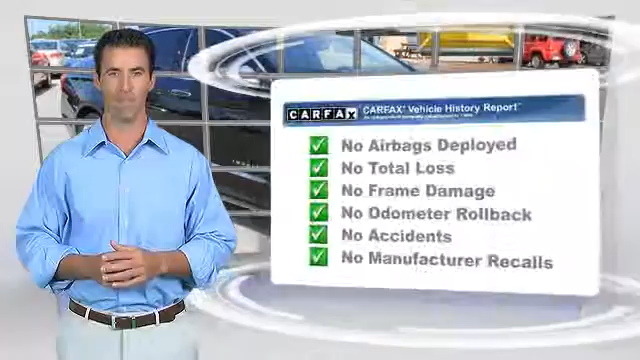 CARFAX CARFAX Vehicle History Report™
No Airbags Deployed
No Total Loss
No Frame Damage
No Odometer Rollback
No Accidents
No Manufacturer Recalls